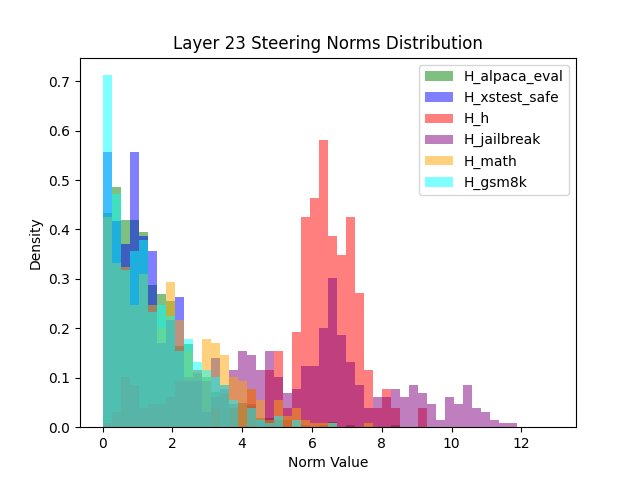 Layer 23 Steering Norms Distribution
H_alpaca_eval
H_xstest_safe
H_h
H_jailbreak
H_math
H_gsm8k
Density
0.7
0.6
0.5
0.4
0.3
0.2
0.1
0.0
0 2 4 6 8 10 12
Norm Value